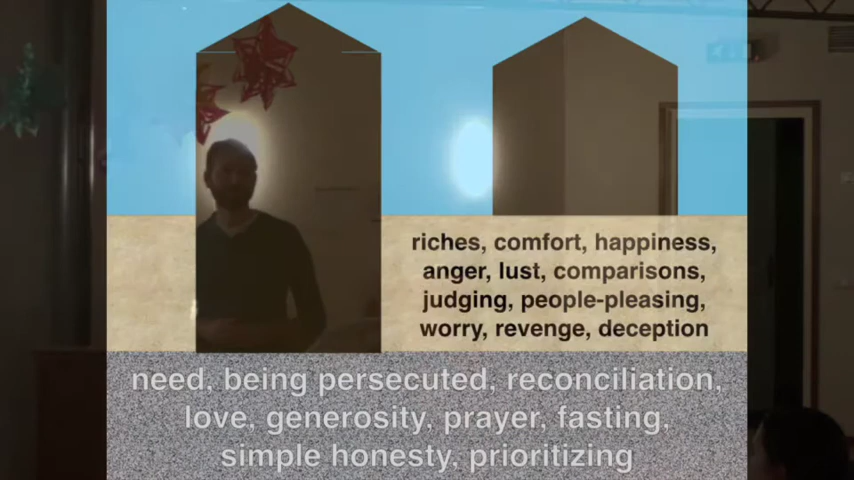 riches, comfort, happiness,
anger, lust, comparisons,
judging, people-pleasing,
worry, revenge, deception
need, being persecuted, reconciliation,
love, generosity, prayer, fasting,
simple honesty, prioritizing